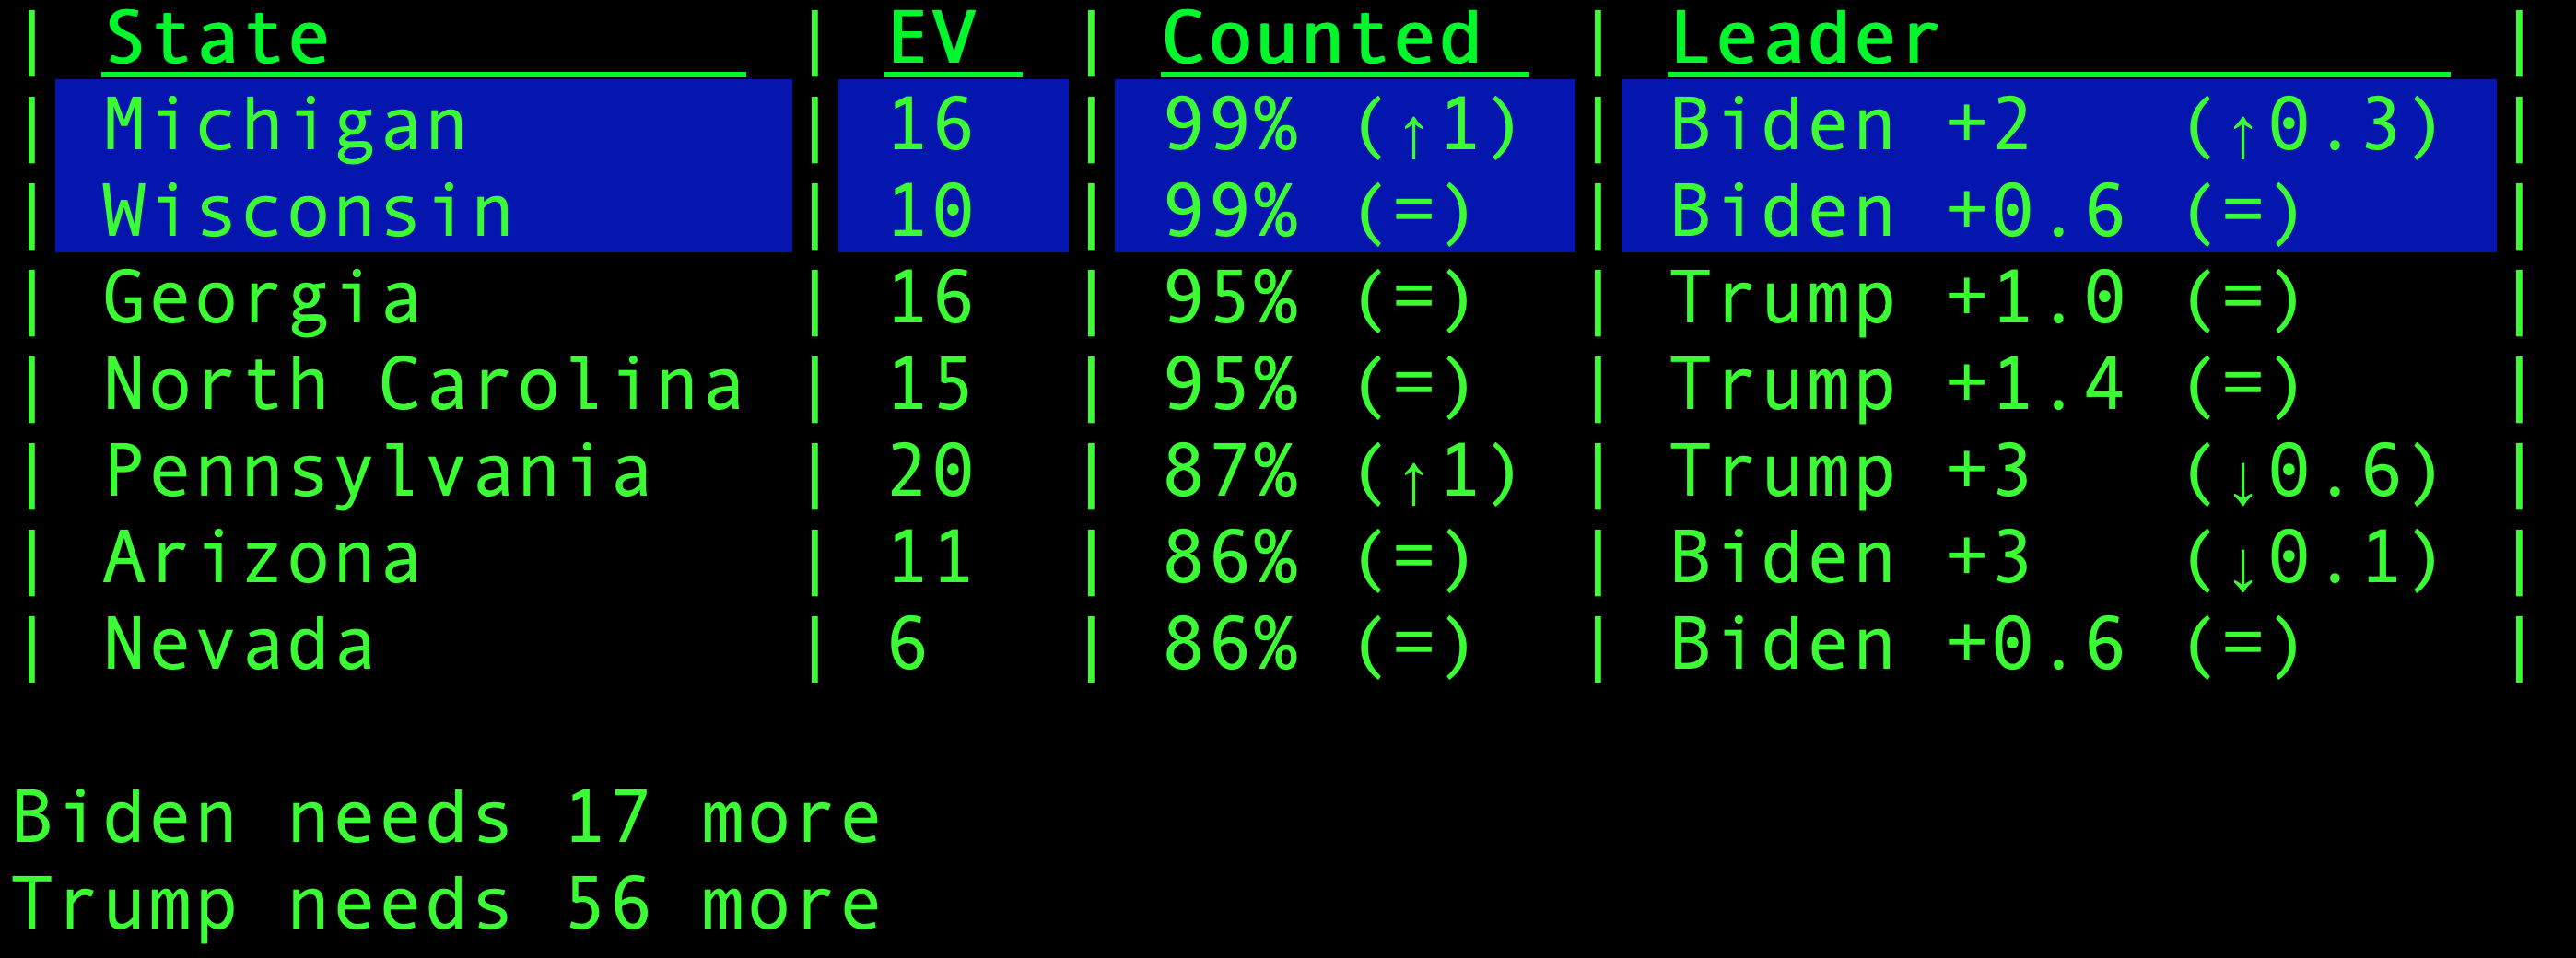 | State | EV | Counted | Leader |
| Michigan | 16 | 99% (↑1) | Biden +2 (↑0.3) |
| Wisconsin | 10 | 99% (=) | Biden +0.6 (=) |
| Georgia | 16 | 95% (=) | Trump +1.0 (=) |
| North Carolina | 15 | 95% (=) | Trump +1.4 (=) |
| Pennsylvania | 20 | 87% (↑1) | Trump +3 (↓0.6) |
| Arizona | 11 | 86% (=) | Biden +3 (↓0.1) |
| Nevada | 6 | 86% (=) | Biden +0.6 (=) |
Biden needs 17 more
Trump needs 56 more